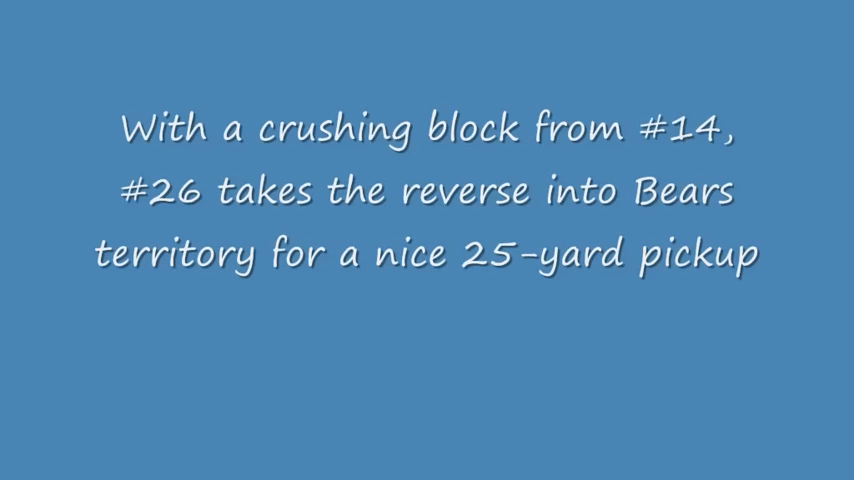 With a crushing block from #14,
#26 takes the reverse into Bears
territory for a nice 25-yard pickup